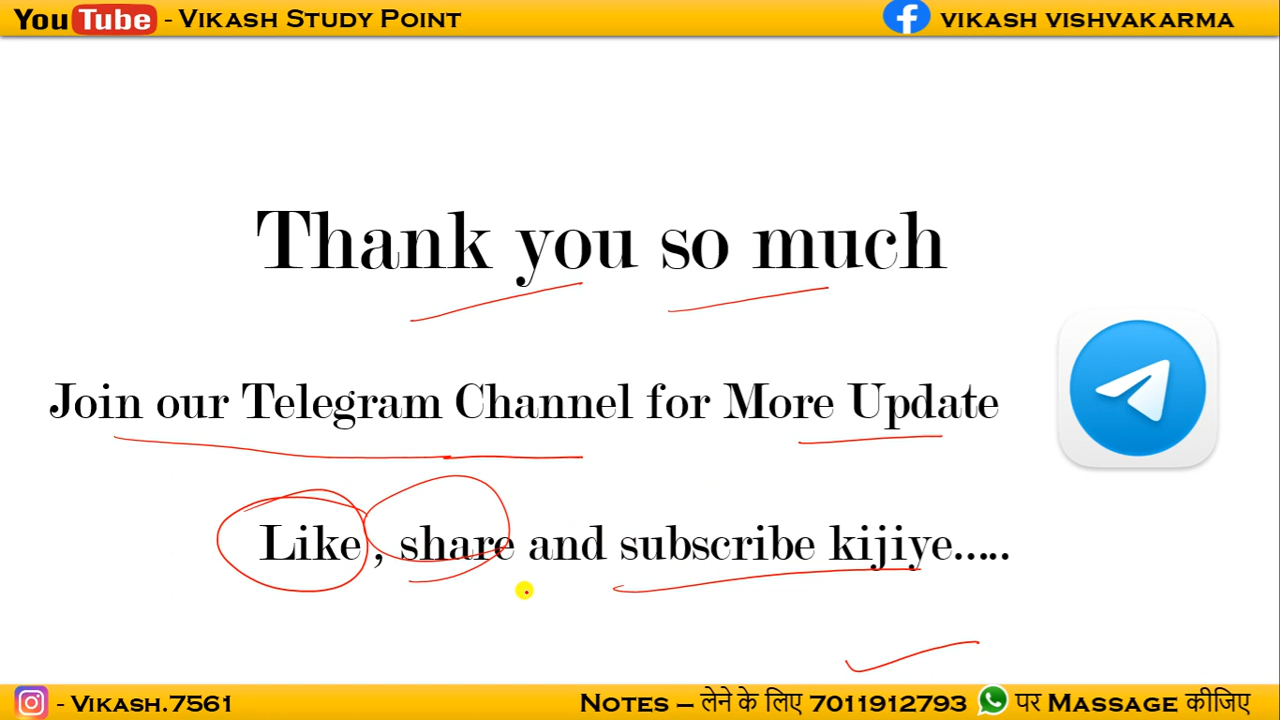 YouTube - Vikash Study Point
vikash vishvakarma
Thank you so much
Join our Telegram Channel for More Update
Like , share and subscribe kijiye.....
- Vikash.7561
Notes – लेने के लिए 7011912793 पर Massage कीजिए